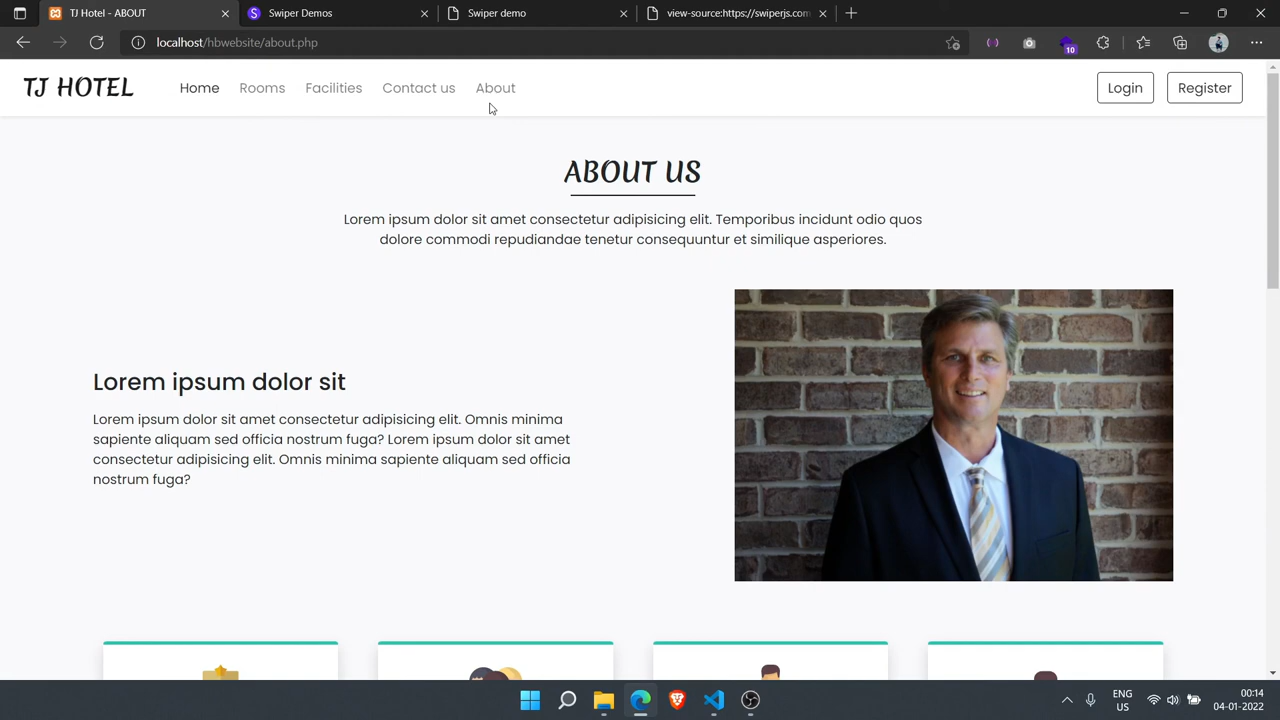 TJ Hotel - ABOUT
Swiper Demos
Swiper demo
view-source:https://swiperjs.com
localhost/hbwebsite/about.php
10
TJ HOTEL
Home
Rooms
Facilities
Contact us
About
Login
Register
ABOUT US
Lorem ipsum dolor sit amet consectetur adipisicing elit. Temporibus incidunt odio quos
dolore commodi repudiandae tenetur consequuntur et similique asperiores.
Lorem ipsum dolor sit
Lorem ipsum dolor sit amet consectetur adipisicing elit. Omnis minima
sapiente aliquam sed officia nostrum fuga? Lorem ipsum dolor sit amet
consectetur adipisicing elit. Omnis minima sapiente aliquam sed officia
nostrum fuga?
ENG
US
00:14
04-01-2022